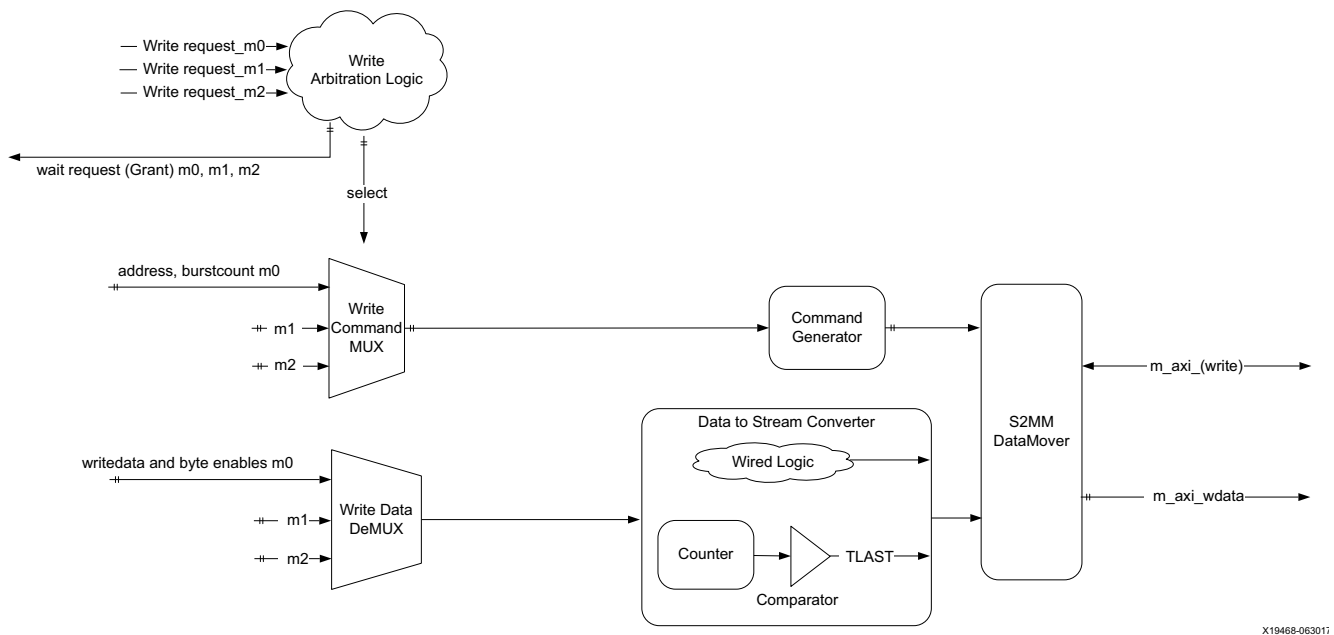 Write
Arbitration Logic
Write request_m0
Write request_m1
Write request_m2
wait request (Grant) m0, m1, m2
select
address, burstcount m0
m1
m2
Write
Command
MUX
Command
Generator
S2MM
DataMover
m_axi_(write)
m_axi_wdata
Data to Stream Converter
Wired Logic
Counter
TLAST
Comparator
writedata and byte enables m0
m1
m2
Write Data
DeMUX
X19468-063017